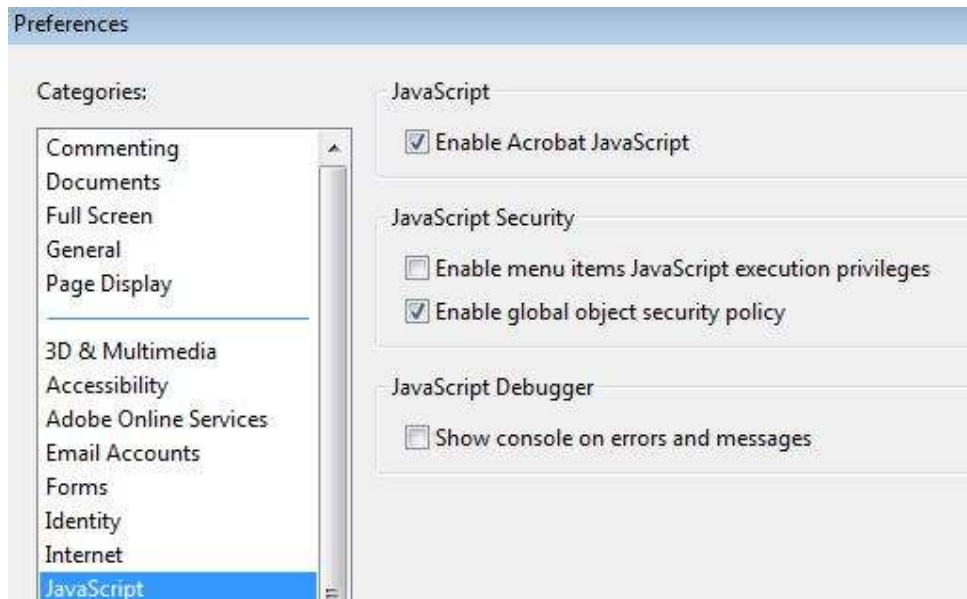 Preferences
Categories:
Commenting
Documents
Full Screen
General
Page Display
3D & Multimedia
Accessibility
Adobe Online Services
Email Accounts
Forms
Identity
Internet
JavaScript
JavaScript
Enable Acrobat JavaScript
JavaScript Security
Enable menu items JavaScript execution privileges
Enable global object security policy
JavaScript Debugger
Show console on errors and messages